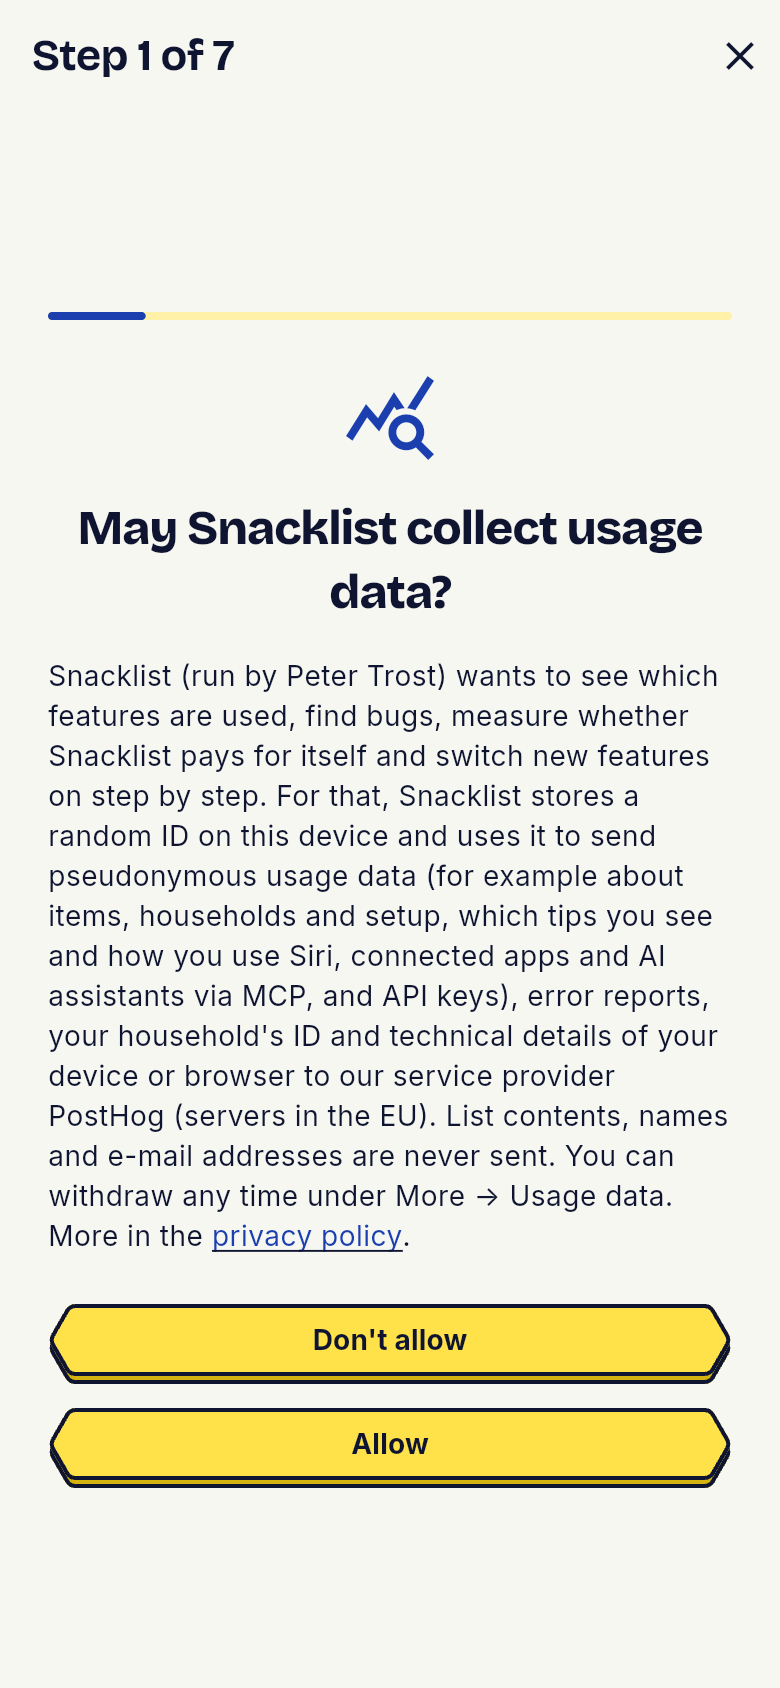 Step 1 of 7
May Snacklist collect usage
data?
Snacklist (run by Peter Trost) wants to see which
features are used, find bugs, measure whether
Snacklist pays for itself and switch new features
on step by step. For that, Snacklist stores a
random ID on this device and uses it to send
pseudonymous usage data (for example about
items, households and setup, which tips you see
and how you use Siri, connected apps and AI
assistants via MCP, and API keys), error reports,
your household's ID and technical details of your
device or browser to our service provider
PostHog (servers in the EU). List contents, names
and e-mail addresses are never sent. You can
withdraw any time under More → Usage data.
More in the privacy policy.
Don't allow
Allow